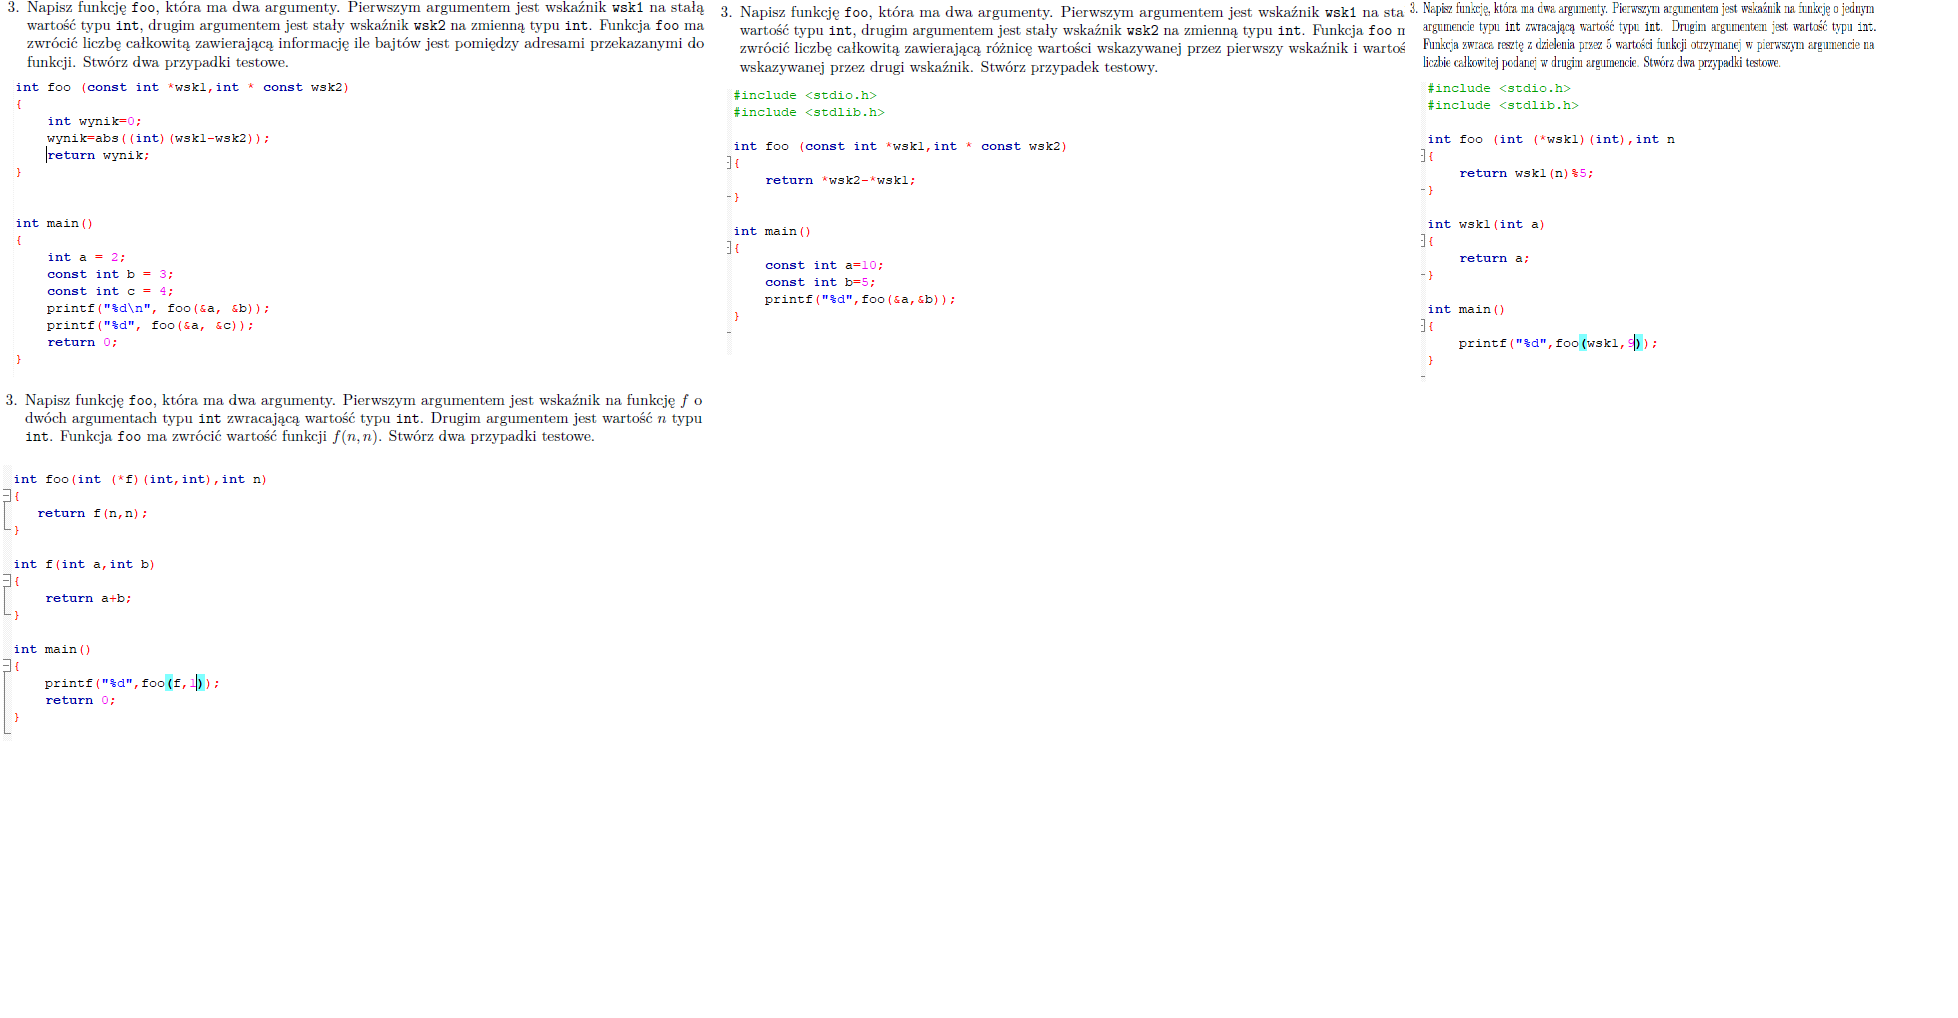 3. Napisz funkcję foo, która ma dwa argumenty. Pierwszym argumentem jest wskaźnik wsk1 na stałą
wartość typu int, drugim argumentem jest stały wskaźnik wsk2 na zmienną typu int. Funkcja foo ma
zwrócić liczbę całkowitą zawierającą informację ile bajtów jest pomiędzy adresami przekazanymi do
funkcji. Stwórz dwa przypadki testowe.
int foo (const int *wsk1,int * const wsk2)
{
int wynik=0;
wynik=abs((int)(wsk1-wsk2));
return wynik;
}
int main()
{
int a = 2;
const int b = 3;
const int c = 4;
printf("%d\n", foo(&a, &b));
printf("%d", foo(&a, &c));
return 0;
}
3. Napisz funkcję foo, która ma dwa argumenty. Pierwszym argumentem jest wskaźnik wsk1 na sta
wartość typu int, drugim argumentem jest stały wskaźnik wsk2 na zmienną typu int. Funkcja foo
zwrócić liczbę całkowitą zawierającą różnicę wartości wskazywanej przez pierwszy wskaźnik i wartoś
wskazywanej przez drugi wskaźnik. Stwórz przypadek testowy.
#include <stdio.h>
#include <stdlib.h>
int foo (const int *wsk1,int * const wsk2)
{
return *wsk2-*wsk1;
}
int main()
{
const int a=10;
const int b=5;
printf("%d",foo(&a,&b));
}
3. Napisz funkcję, która ma dwa argumenty. Pierwszym argumentem jest wskaźnik na funkcję o jednym
argumencie typu int zwracającą wartość typu int. Drugim argumentem jest wartość typu int.
Funkcja zwraca resztę z dzielenia przez 5 wartości funkcji otrzymanej w pierwszym argumencie na
liczbie całkowitej podanej w drugim argumencie. Stwórz dwa przypadki testowe.
#include <stdio.h>
#include <stdlib.h>
int foo (int (*wsk1)(int),int n
{
return wsk1(n)%5;
}
int wsk1(int a)
{
return a;
}
int main()
{
printf("%d",foo(wsk1,9));
}
3. Napisz funkcję foo, która ma dwa argumenty. Pierwszym argumentem jest wskaźnik na funkcję f o
dwóch argumentach typu int zwracającą wartość typu int. Drugim argumentem jest wartość n typu
int. Funkcja foo ma zwrócić wartość funkcji f(n, n). Stwórz dwa przypadki testowe.
int foo(int (*f)(int,int),int n)
{
return f(n,n);
}
int f(int a,int b)
{
return a+b;
}
int main()
{
printf("%d",foo(f,1));
return 0;
}